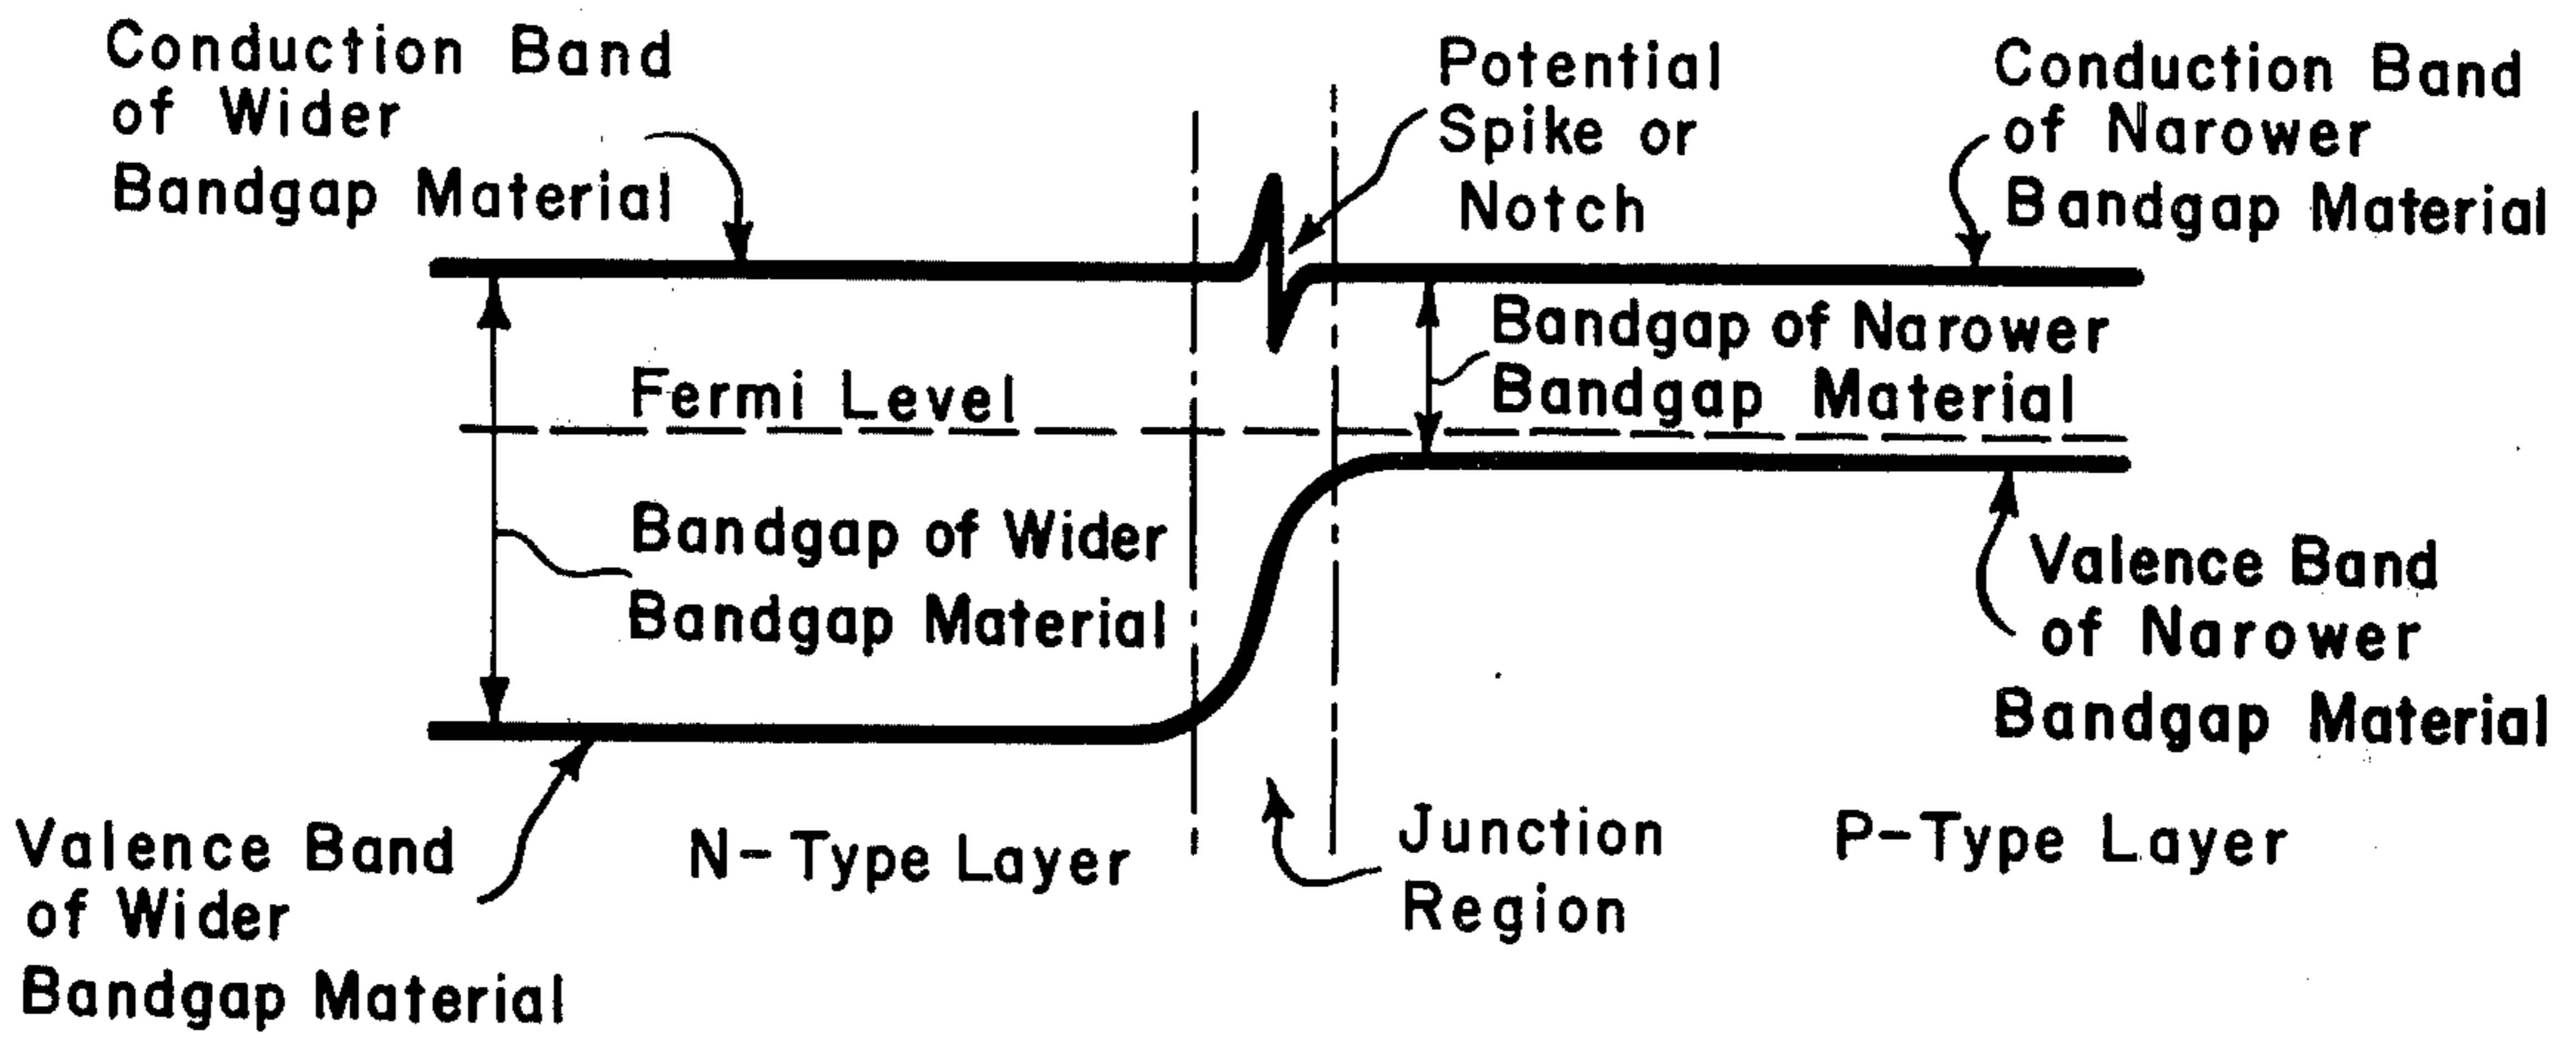 Conduction Band
of Wider
Bandgap Material
Potential
Spike or
Notch
Conduction Band
of Narower
Bandgap Material
Fermi Level
Bandgap of Narower
Bandgap Material
Bandgap of Wider
Bandgap Material
Valence Band
of Narower
Bandgap Material
Valence Band
of Wider
Bandgap Material
N-Type Layer
Junction
Region
P-Type Layer